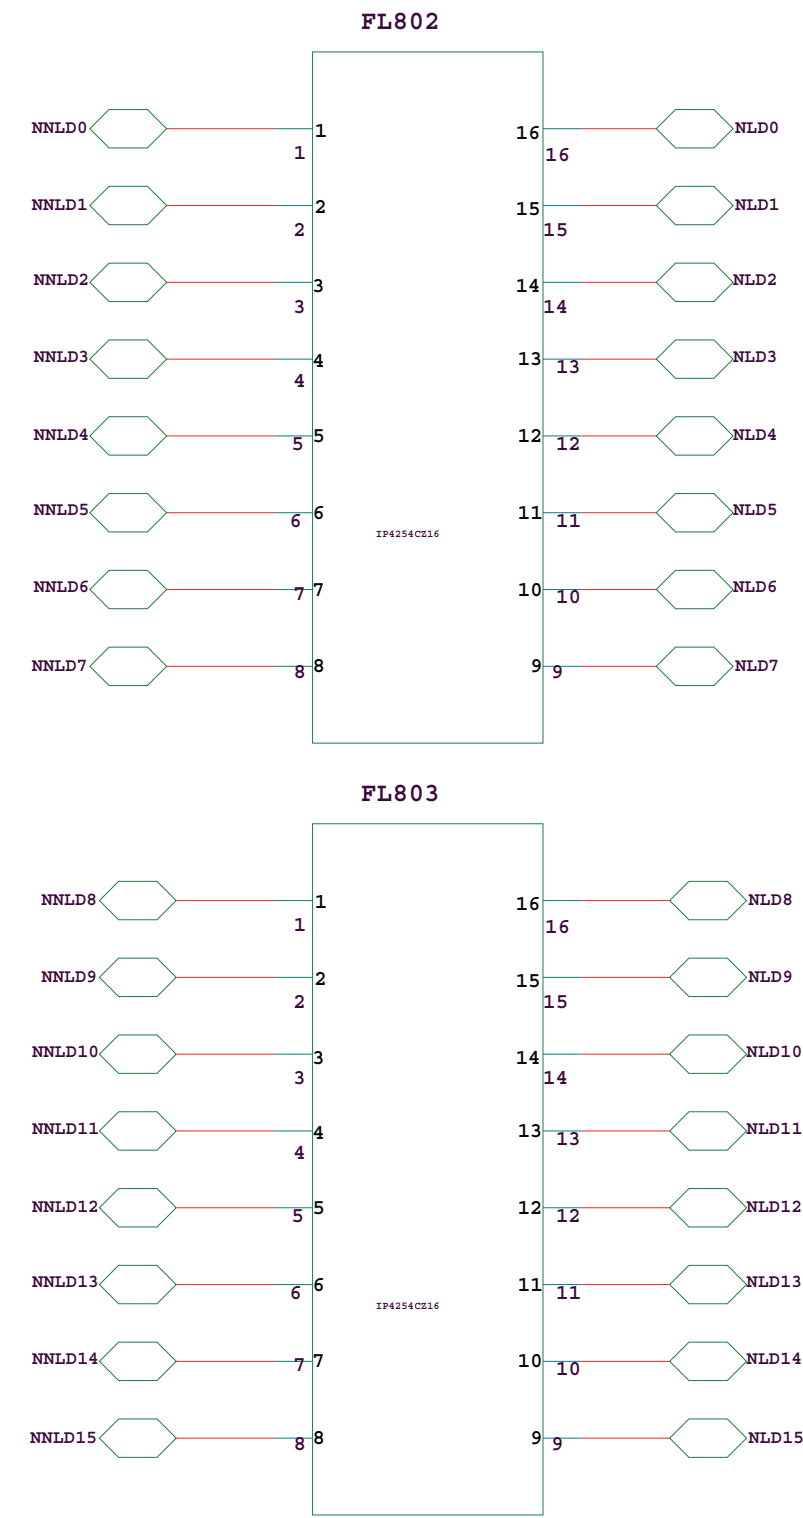 FL802
NNLD0 1 1 16 16 NLD0
NNLD1 2 2 15 15 NLD1
NNLD2 3 3 14 14 NLD2
NNLD3 4 4 13 13 NLD3
NNLD4 5 5 12 12 NLD4
NNLD5 6 6 11 11 NLD5
IP4254CZ16
NNLD6 7 7 10 10 NLD6
NNLD7 8 8 9 9 NLD7
FL803
NNLD8 1 1 16 16 NLD8
NNLD9 2 2 15 15 NLD9
NNLD10 3 3 14 14 NLD10
NNLD11 4 4 13 13 NLD11
NNLD12 5 5 12 12 NLD12
NNLD13 6 6 11 11 NLD13
IP4254CZ16
NNLD14 7 7 10 10 NLD14
NNLD15 8 8 9 9 NLD15